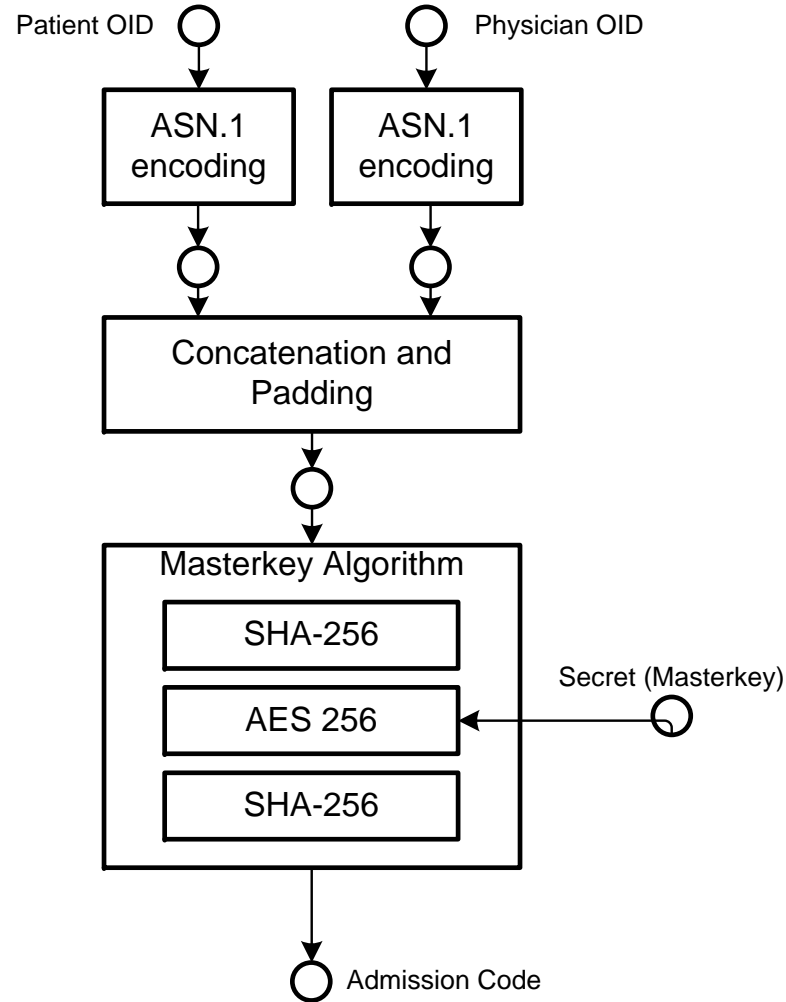 Patient OID
Physician OID
ASN.1
encoding
ASN.1
encoding
Concatenation and
Padding
Masterkey Algorithm
SHA-256
Secret (Masterkey)
AES 256
SHA-256
Admission Code